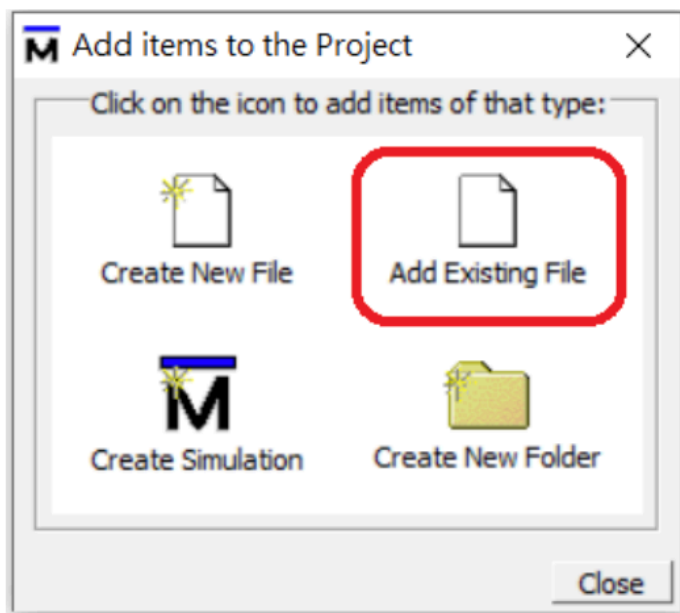 Add items to the Project
Click on the icon to add items of that type:
Create New File
Add Existing File
Create Simulation
Create New Folder
Close